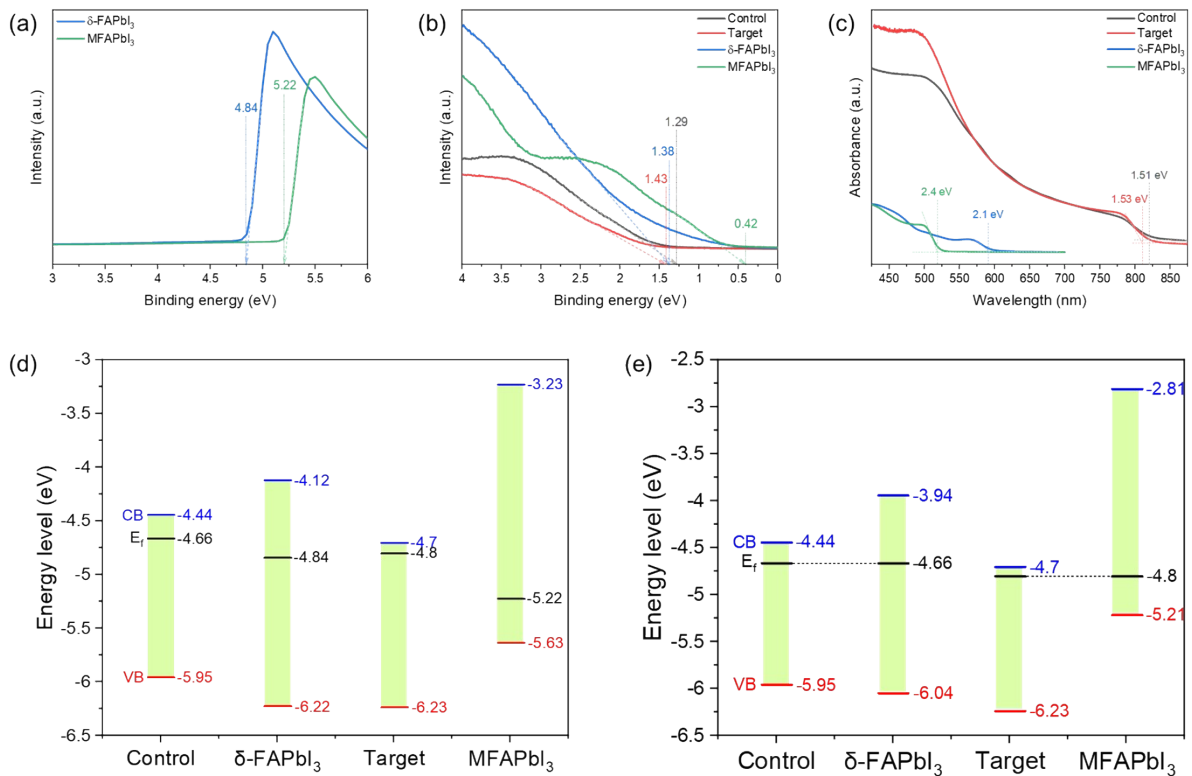 (a)
δ-FAPbI3
MFAPbI3
5.22
4.84
Intensity (a.u.)
3 3.5 4 4.5 5 5.5 6
Binding energy (eV)
(b)
Control
Target
δ-FAPbI3
MFAPbI3
1.29
1.38
1.43
0.42
Intensity (a.u.)
4 3.5 3 2.5 2 1.5 1 0.5 0
Binding energy (eV)
(c)
Control
Target
δ-FAPbI3
MFAPbI3
1.51 eV
2.4 eV
1.53 eV
2.1 eV
Absorbance (a.u.)
450 500 550 600 650 700 750 800 850
Wavelength (nm)
(d)
Energy level (eV)
-3
-3.5
-4
-4.5
-5
-5.5
-6
-6.5
CB
-4.44
Ef
-4.66
VB
-5.95
-4.12
-4.84
-6.22
-4.7
-4.8
-6.23
-3.23
-5.22
-5.63
Control δ-FAPbI3 Target MFAPbI3
(e)
Energy level (eV)
-2.5
-3
-3.5
-4
-4.5
-5
-5.5
-6
-6.5
CB
-4.44
Ef
VB
-5.95
-3.94
-4.66
-6.04
-4.7
-6.23
-2.81
-4.8
-5.21
Control δ-FAPbI3 Target MFAPbI3